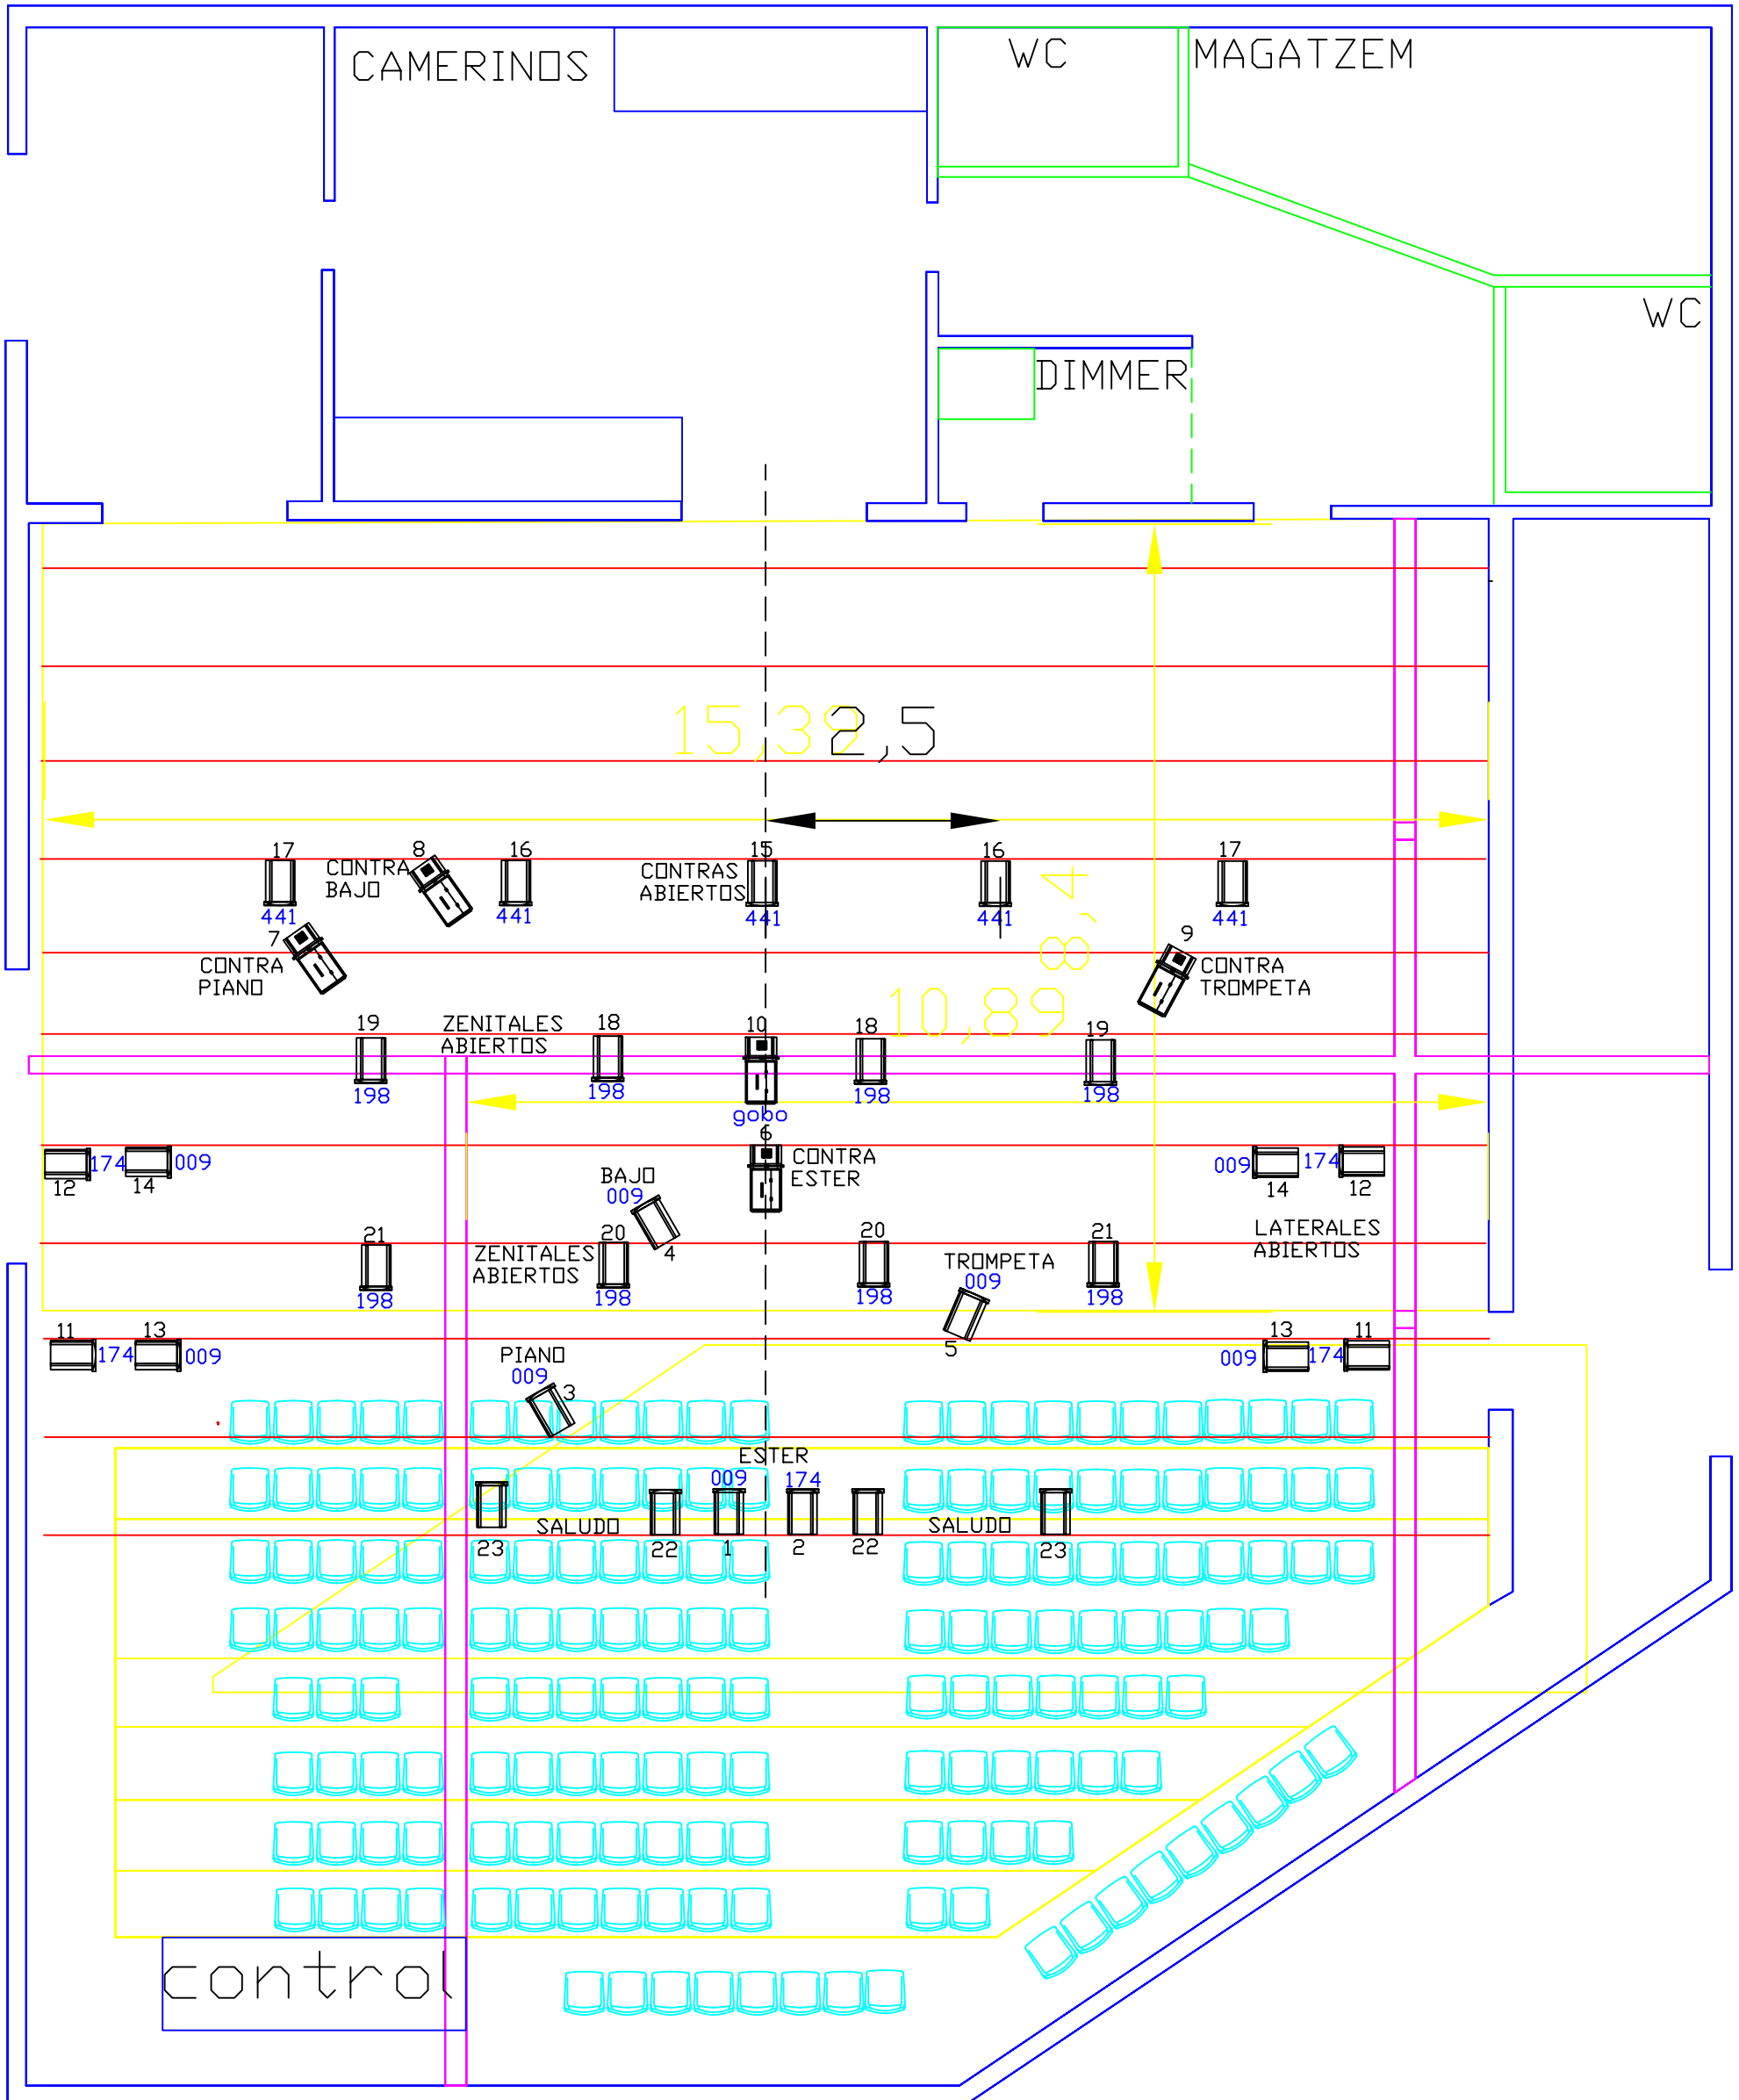 CAMERINOS
WC
MAGATZEM
WC
DIMMER
15,39
2,5
17
8
16
15
16
17
CONTRA
BAJO
CONTRAS
ABIERTOS
441
441
441
441
441
8,4
7
9
CONTRA
PIANO
CONTRA
TROMPETA
10,89
19
ZENITALES
ABIERTOS
18
10
18
19
198
198
gobo
198
198
6
CONTRA
ESTER
12
174
14
009
009
14
174
12
BAJO
009
4
LATERALES
ABIERTOS
21
ZENITALES
ABIERTOS
20
20
21
198
198
198
198
TROMPETA
009
5
11
174
13
009
009
13
174
11
PIANO
009
3
ESTER
009
174
23
SALUDO
22
1
2
22
SALUDO
23
control